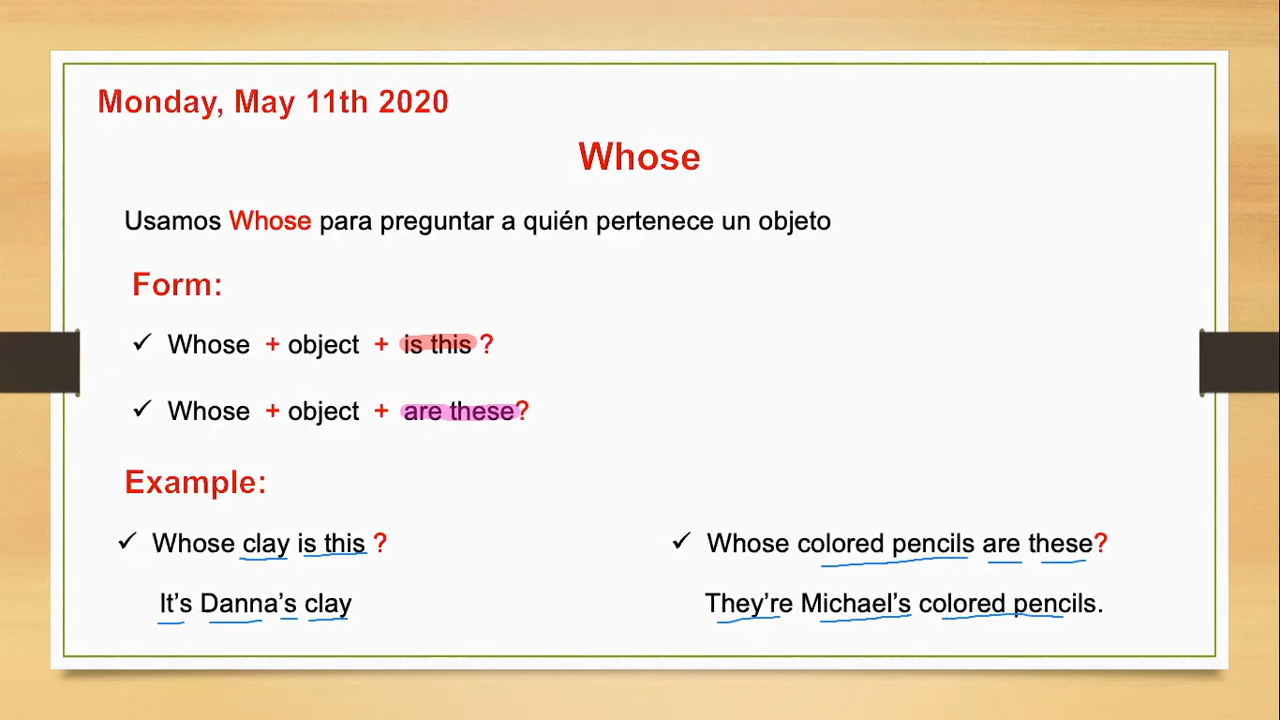 Monday, May 11th 2020
Whose
Usamos Whose para preguntar a quién pertenece un objeto
Form:
✓ Whose + object + is this ?
✓ Whose + object + are these?
Example:
✓ Whose clay is this ?
It’s Danna’s clay
✓ Whose colored pencils are these?
They’re Michael’s colored pencils.